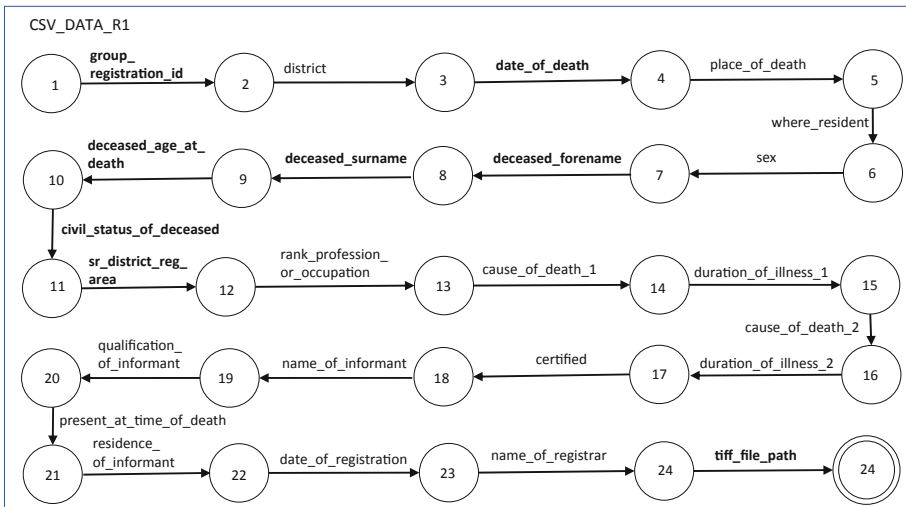 CSV_DATA_R1
group_
registration_id
district
date_of_death
place_of_death
1
2
3
4
5
where_resident
deceased_age_at_
death
deceased_surname
deceased_forename
sex
10
9
8
7
6
civil_status_of_deceased
sr_district_reg_
area
rank_profession_
or_occupation
cause_of_death_1
duration_of_illness_1
11
12
13
14
15
cause_of_death_2
qualification_
of_informant
name_of_informant
certified
duration_of_illness_2
20
19
18
17
16
present_at_time_of_death
residence_
of_informant
date_of_registration
name_of_registrar
tiff_file_path
21
22
23
24
24